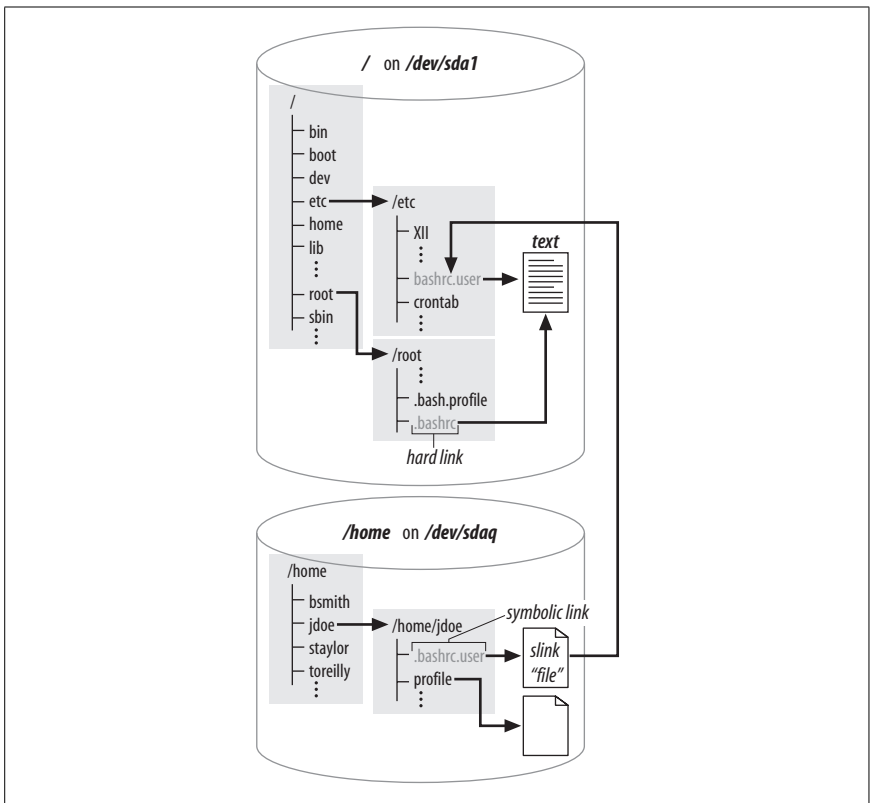 / on /dev/sda1
/
bin
boot
dev
etc
home
lib
root
sbin
/etc
XII
bashrc.user
crontab
text
/root
.bash.profile
.bashrc
hard link
/home on /dev/sdaq
/home
bsmith
jdoe
staylor
toreilly
symbolic link
/home/jdoe
.bashrc.user
profile
slink
“file”